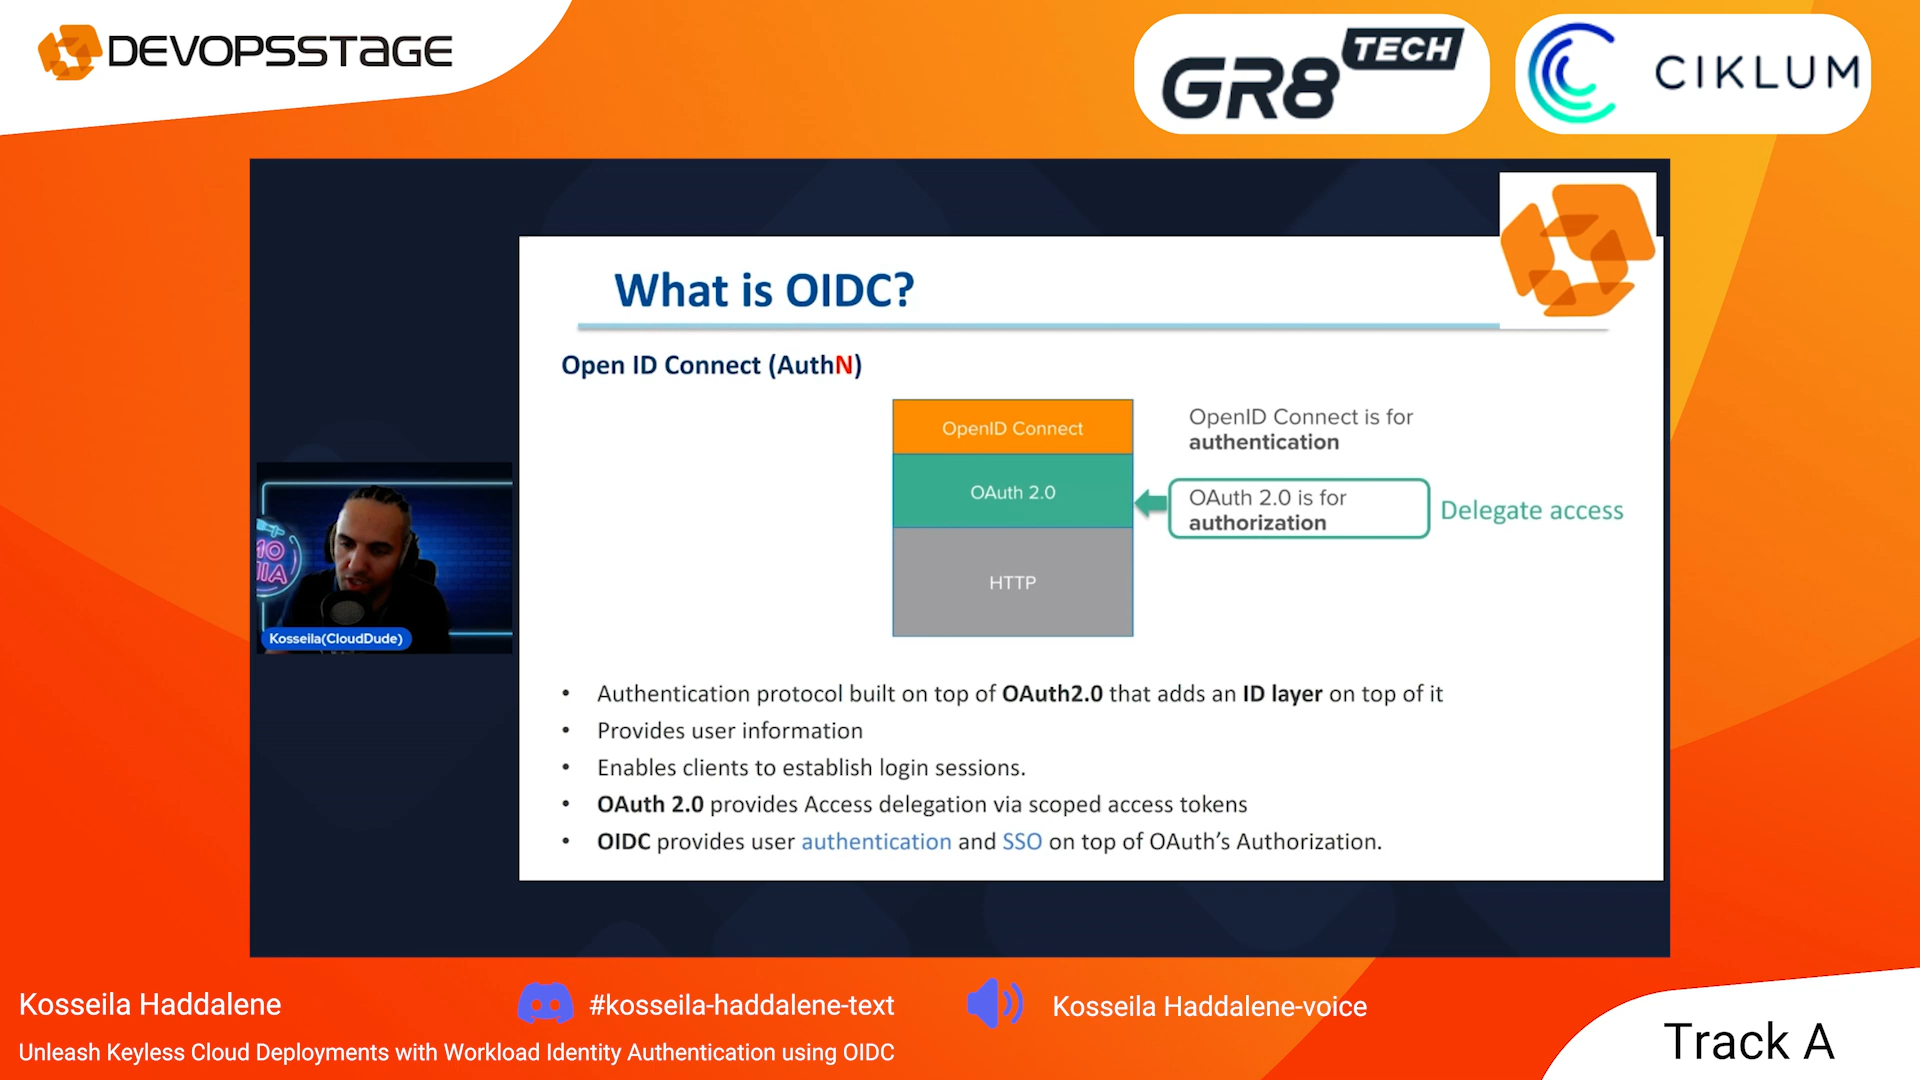 DEVOPSSTAGE
GR8 TECH
CIKLUM
What is OIDC?
Open ID Connect (AuthN)
OpenID Connect
OAuth 2.0
HTTP
OpenID Connect is for
authentication
OAuth 2.0 is for
authorization
Delegate access
Kosseila(CloudDude)
• Authentication protocol built on top of OAuth2.0 that adds an ID layer on top of it
• Provides user information
• Enables clients to establish login sessions.
• OAuth 2.0 provides Access delegation via scoped access tokens
• OIDC provides user authentication and SSO on top of OAuth’s Authorization.
Kosseila Haddalene
#kosseila-haddalene-text
Kosseila Haddalene-voice
Unleash Keyless Cloud Deployments with Workload Identity Authentication using OIDC
Track A